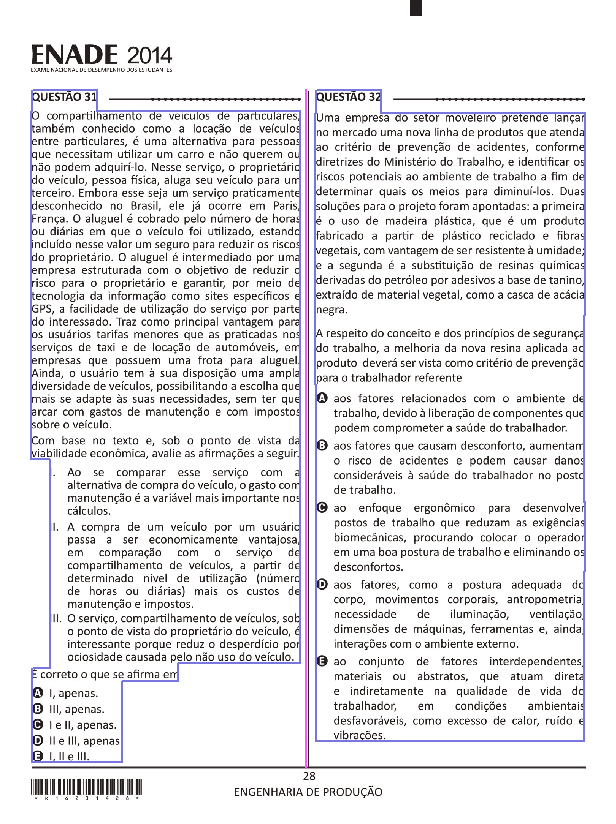 ENADE 2014
EXAME NACIONAL DE DESEMPENHO DOS ESTUDANTES
QUESTÃO 31
O compartilhamento de veículos de particulares,
também conhecido como a locação de veículos
entre particulares, é uma alternativa para pessoas
que necessitam utilizar um carro e não querem ou
não podem adquiri-lo. Nesse serviço, o proprietário
do veículo, pessoa física, aluga seu veículo para um
terceiro. Embora esse seja um serviço praticamente
desconhecido no Brasil, ele já ocorre em Paris,
França. O aluguel é cobrado pelo número de horas
ou diárias em que o veículo foi utilizado, estando
incluído nesse valor um seguro para reduzir os riscos
do proprietário. O aluguel é intermediado por uma
empresa estruturada com o objetivo de reduzir o
risco para o proprietário e garantir, por meio de
tecnologia da informação como sites específicos e
GPS, a facilidade de utilização do serviço por parte
do interessado. Traz como principal vantagem para
os usuários tarifas menores que as praticadas nos
serviços de taxi e de locação de automóveis, em
empresas que possuem uma frota para aluguel.
Ainda, o usuário tem à sua disposição uma ampla
diversidade de veículos, possibilitando a escolha que
mais se adapte às suas necessidades, sem ter que
arcar com gastos de manutenção e com impostos
sobre o veículo.
Com base no texto e, sob o ponto de vista da
viabilidade econômica, avalie as afirmações a seguir.
I. Ao se comparar esse serviço com a
alternativa de compra do veículo, o gasto com
manutenção é a variável mais importante nos
cálculos.
II. A compra de um veículo por um usuário
passa a ser economicamente vantajosa,
em comparação com o serviço de
compartilhamento de veículos, a partir de
determinado nível de utilização (número
de horas ou diárias) mais os custos de
manutenção e impostos.
III. O serviço, compartilhamento de veículos, sob
o ponto de vista do proprietário do veículo, é
interessante porque reduz o desperdício por
ociosidade causada pelo não uso do veículo.
É correto o que se afirma em
A I, apenas.
B III, apenas.
C I e II, apenas.
D II e III, apenas
E I, II e III.
QUESTÃO 32
Uma empresa do setor moveleiro pretende lançar
no mercado uma nova linha de produtos que atenda
ao critério de prevenção de acidentes, conforme
diretrizes do Ministério do Trabalho, e identificar os
riscos potenciais ao ambiente de trabalho a fim de
determinar quais os meios para diminuí-los. Duas
soluções para o projeto foram apontadas: a primeira
é o uso de madeira plástica, que é um produto
fabricado a partir de plástico reciclado e fibras
vegetais, com vantagem de ser resistente à umidade;
e a segunda é a substituição de resinas químicas
derivadas do petróleo por adesivos a base de tanino,
extraído de material vegetal, como a casca de acácia
negra.
A respeito do conceito e dos princípios de segurança
do trabalho, a melhoria da nova resina aplicada ao
produto deverá ser vista como critério de prevenção
para o trabalhador referente
A aos fatores relacionados com o ambiente de
trabalho, devido à liberação de componentes que
podem comprometer a saúde do trabalhador.
B aos fatores que causam desconforto, aumentam
o risco de acidentes e podem causar danos
consideráveis à saúde do trabalhador no posto
de trabalho.
C ao enfoque ergonômico para desenvolver
postos de trabalho que reduzam as exigências
biomecânicas, procurando colocar o operador
em uma boa postura de trabalho e eliminando os
desconfortos.
D aos fatores, como a postura adequada do
corpo, movimentos corporais, antropometria,
necessidade de iluminação, ventilação,
dimensões de máquinas, ferramentas e, ainda,
interações com o ambiente externo.
E ao conjunto de fatores interdependentes,
materiais ou abstratos, que atuam direta
e indiretamente na qualidade de vida do
trabalhador, em condições ambientais
desfavoráveis, como excesso de calor, ruído e
vibrações.
28
ENGENHARIA DE PRODUÇÃO